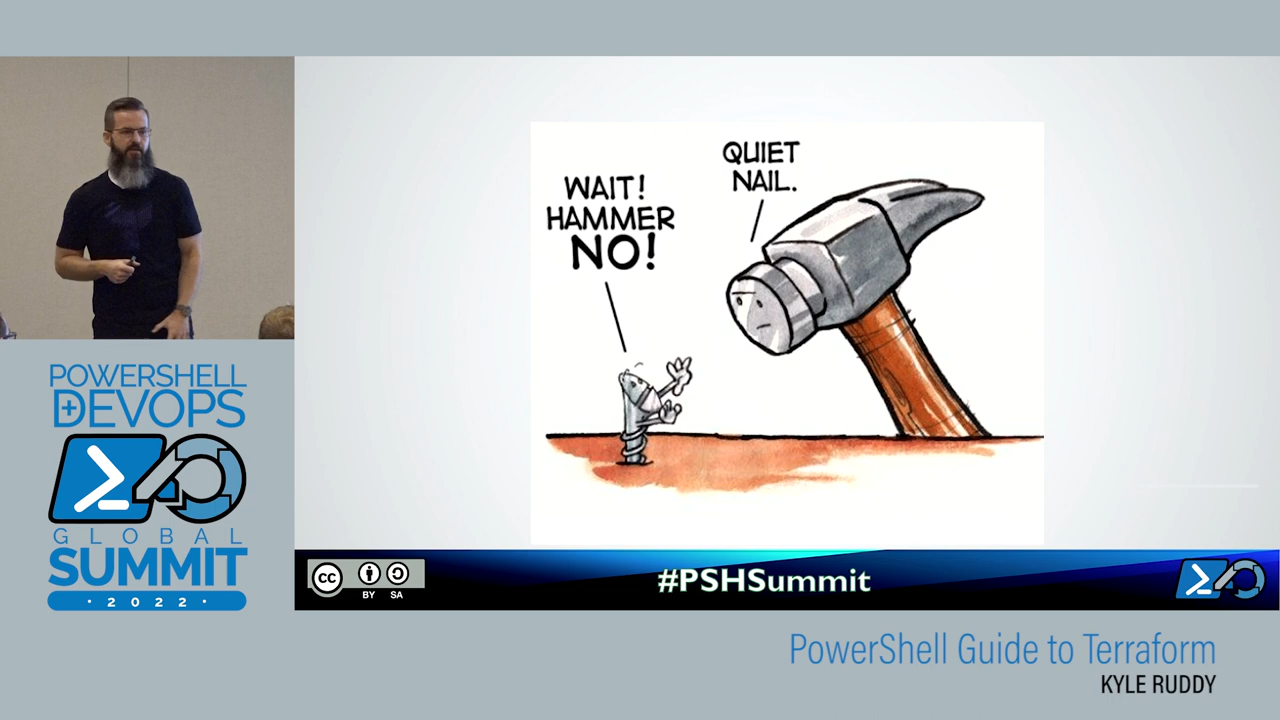 WAIT!
HAMMER
NO!
QUIET
NAIL.
POWERSHELL
+DEVOPS
GLOBAL
SUMMIT
· 2022 ·
CC
BY SA
#PSHSummit
PowerShell Guide to Terraform
KYLE RUDDY